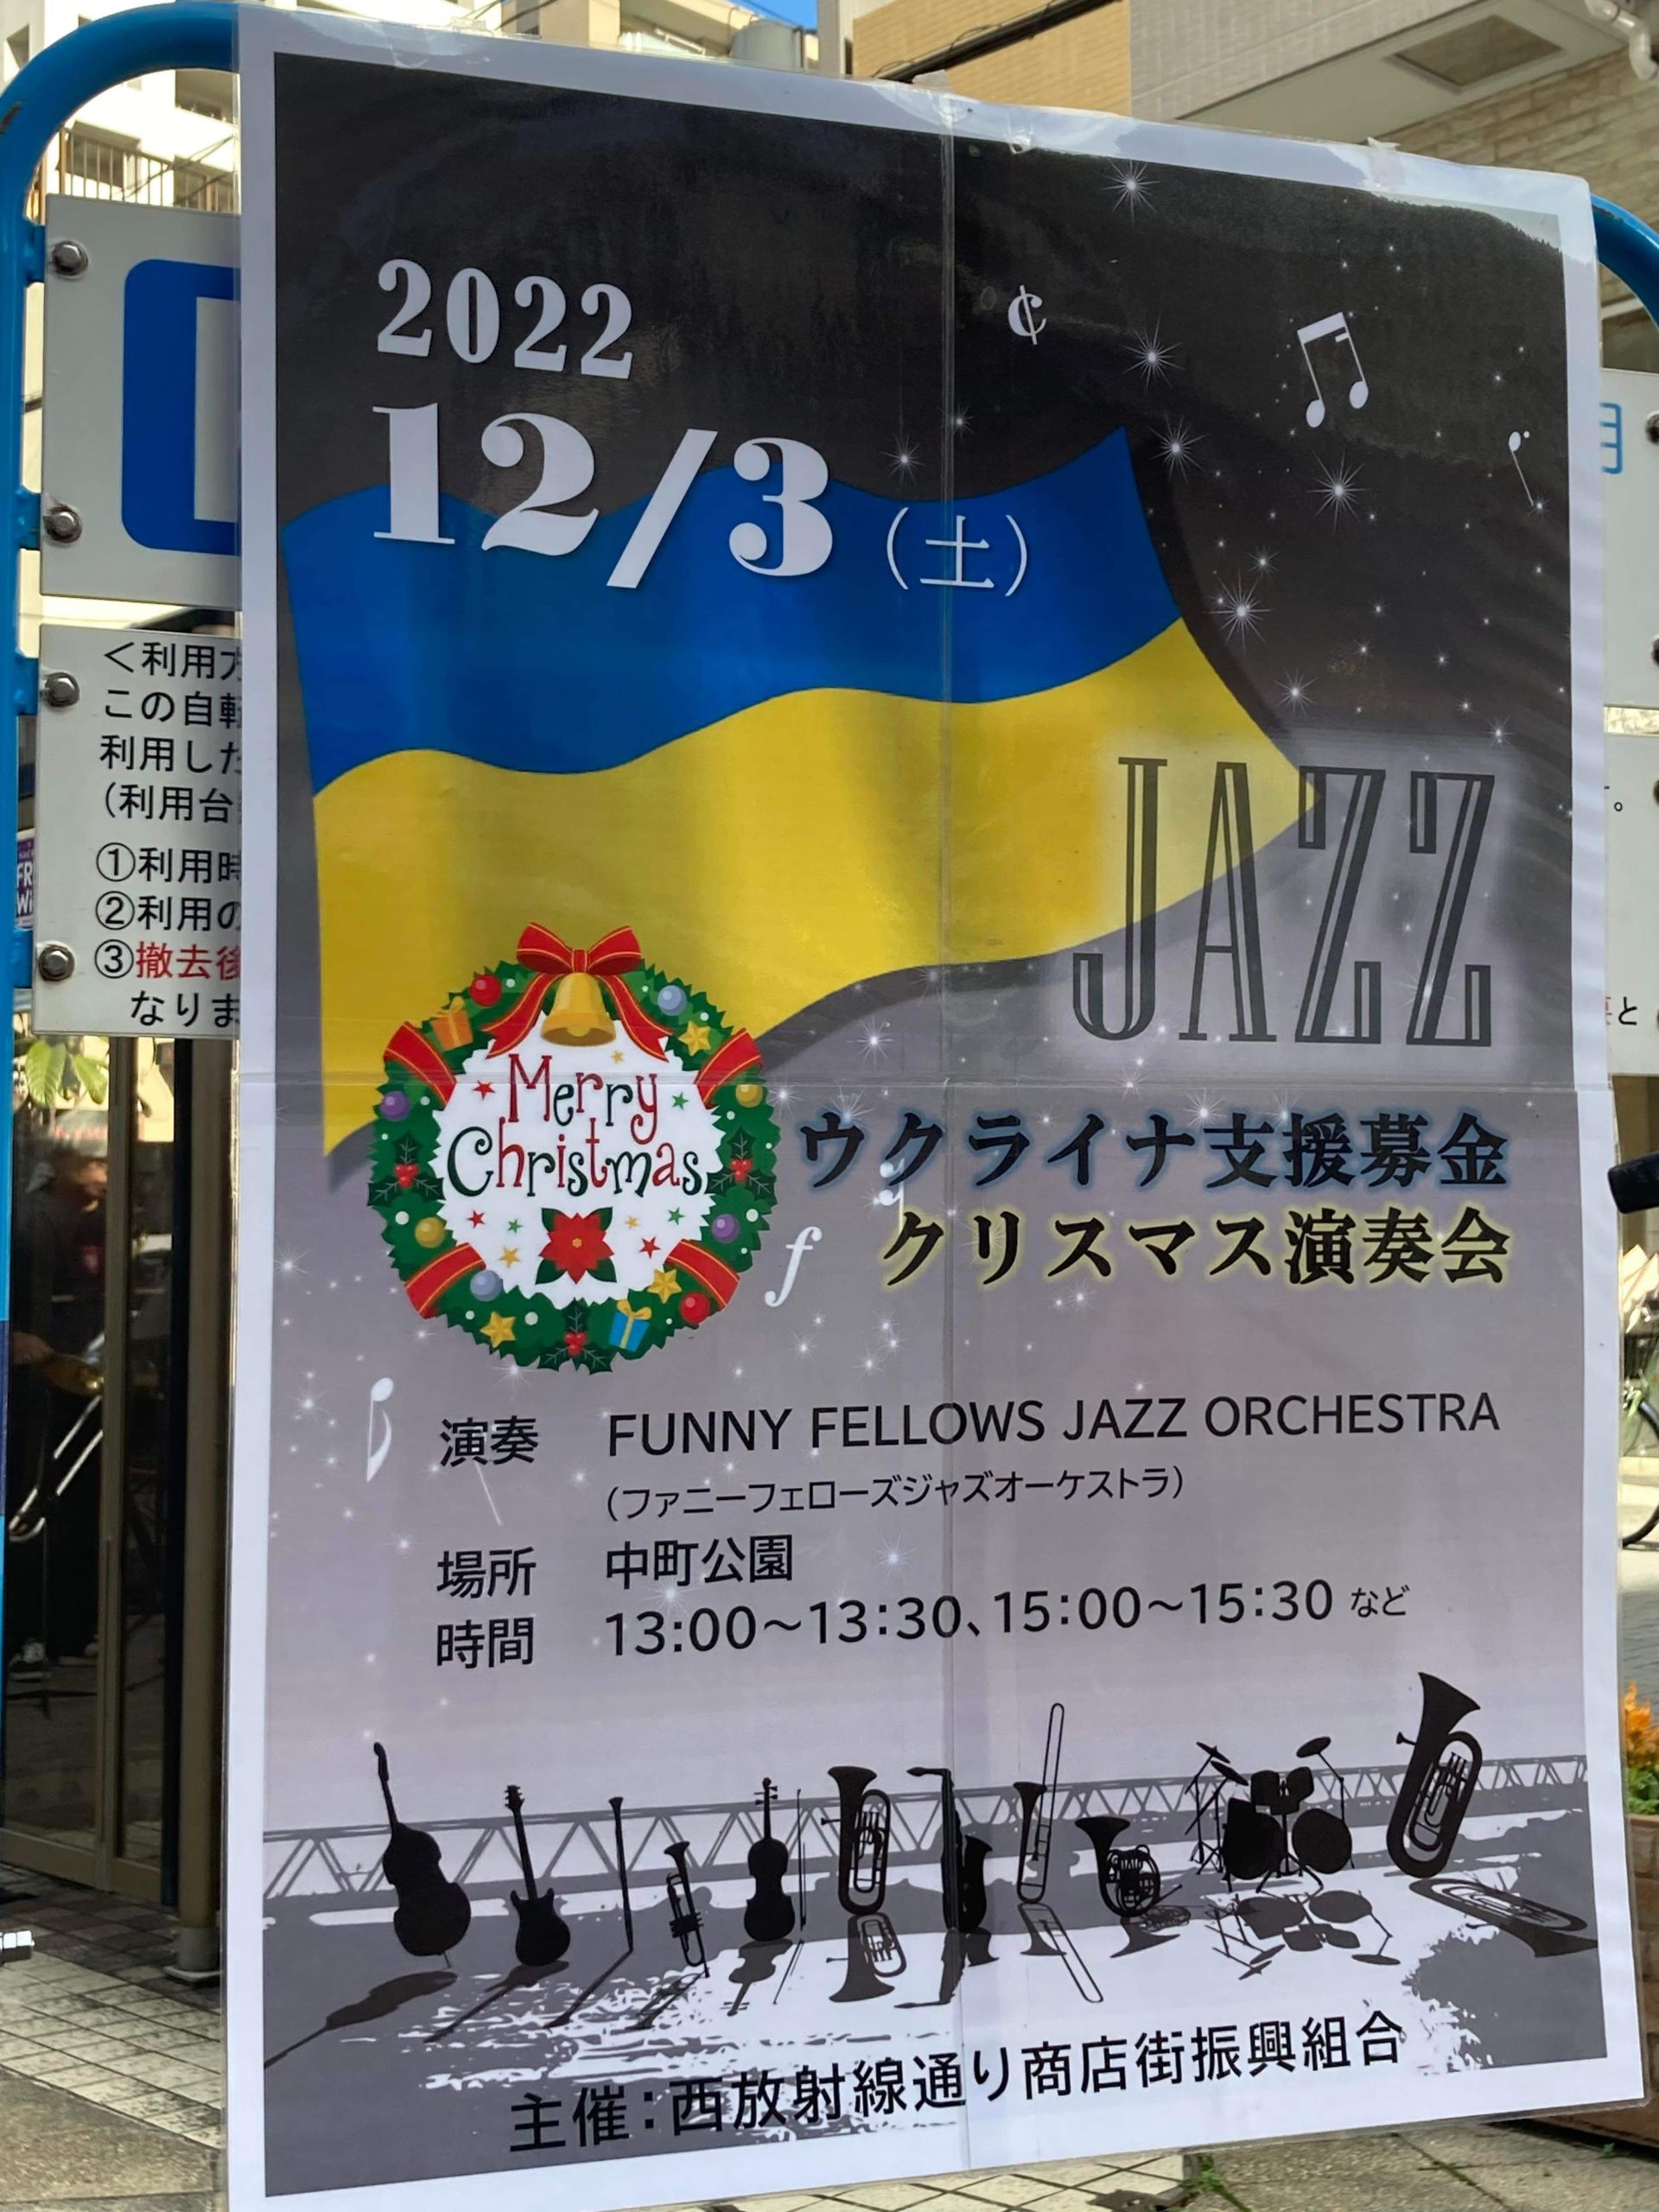 2022
12/3(土)
JAZZ
Merry
Christmas
ウクライナ支援募金
クリスマス演奏会
演奏 FUNNY FELLOWS JAZZ ORCHESTRA
(ファニーフェローズジャズオーケストラ)
場所 中町公園
時間 13:00～13:30、15:00～15:30 など
主催：西放射線通り商店街振興組合
＜利用方
この自転
利用した
(利用台
①利用時
②利用の
③撤去後
なりま